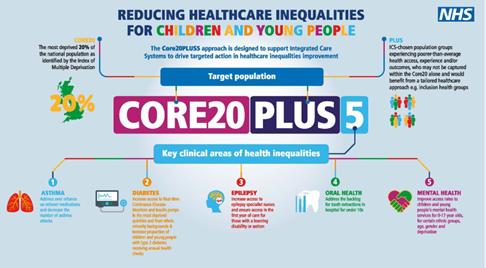 REDUCING HEALTHCARE INEQUALITIES
FOR CHILDREN AND YOUNG PEOPLE
NHS
CORE20
The most deprived 20% of
the national population as
identified by the Index of
Multiple Deprivation
20%
The Core20PLUS5 approach is designed to support Integrated Care
Systems to drive targeted action in healthcare inequalities improvement
Target population
PLUS
ICS-chosen population groups
experiencing poorer-than-average
health access, experience and/or
outcomes, who may not be captured
within the Core20 alone and would
benefit from a tailored healthcare
approach e.g. inclusion health groups
CORE20 PLUS 5
Key clinical areas of health inequalities
1
ASTHMA
Address over reliance
on reliever medications
and decrease the
number of asthma
attacks
2
DIABETES
Increase access to Real-time
Continuous Glucose
Monitors and insulin pumps
in the most deprived
quintiles and from ethnic
minority backgrounds &
increase proportion of
children and young people
with type 2 diabetes
receiving annual health
checks
3
EPILEPSY
Increase access to
epilepsy specialist nurses
and ensure access in the
first year of care for those
with a learning
disability or autism
4
ORAL HEALTH
Address the backlog
for tooth extractions in
hospital for under 10s
5
MENTAL HEALTH
Improve access rates to
children and young
people's mental health
services for 0-17 year olds,
for certain ethnic groups,
age, gender and
deprivation